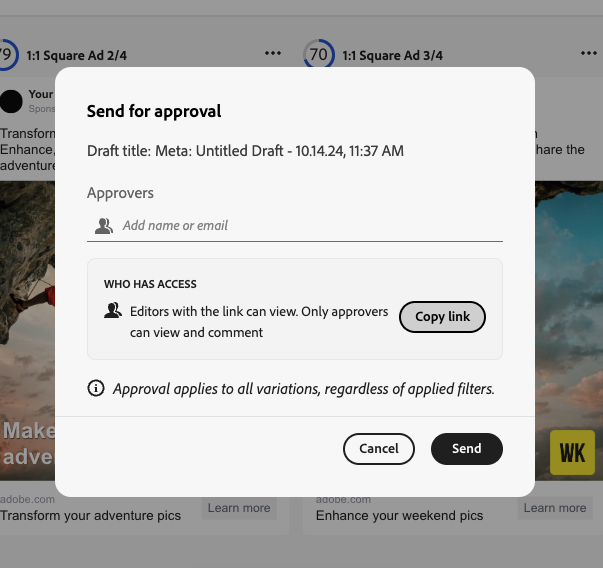 79 1:1 Square Ad 2/4 ... 70 1:1 Square Ad 3/4 ...
Your
Spons
Transform
Enhance, hare the
adventure
Send for approval
Draft title: Meta: Untitled Draft - 10.14.24, 11:37 AM
Approvers
Add name or email
WHO HAS ACCESS
Editors with the link can view. Only approvers
can view and comment
Copy link
Approval applies to all variations, regardless of applied filters.
Cancel Send
Make
adve
WK
adobe.com adobe.com
Transform your adventure pics Learn more Enhance your weekend pics Learn more